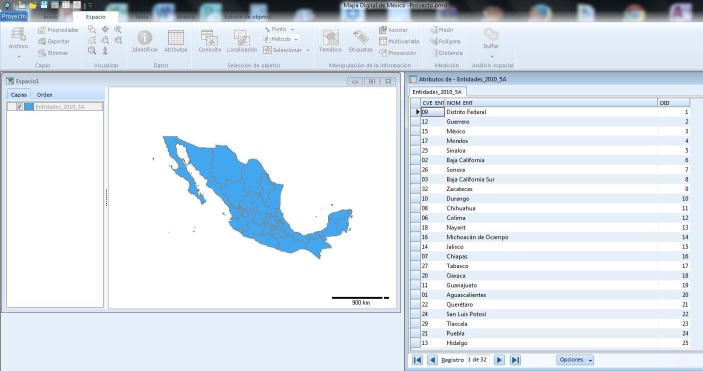 Mapa Digital de México - Proyecto.pmd
Proyecto Inicio Espacio Tabla Gráfica Edición de objetos
Archivo Propiedades Exportar Eliminar
Identificar Atributos
Consulta Localización Punto Método Seleccionar
Temático Etiquetas Asociar Multivariado Proyección
Medir Polígono Distancia
Buffer
Capas Visualizar Datos Selección de objetos Manipulación de la información Medición Análisis espacial
Espacio1
Capas Orden
Entidades_2010_5A
900 km
Atributos de - Entidades_2010_5A
Entidades_2010_5A
CVE_ENT NOM_ENT OID
09 Distrito Federal 1
12 Guerrero 2
15 México 3
17 Morelos 4
25 Sinaloa 5
02 Baja California 6
26 Sonora 7
03 Baja California Sur 8
32 Zacatecas 9
10 Durango 10
08 Chihuahua 11
06 Colima 12
18 Nayarit 13
16 Michoacán de Ocampo 14
14 Jalisco 15
07 Chiapas 16
27 Tabasco 17
20 Oaxaca 18
11 Guanajuato 19
01 Aguascalientes 20
22 Querétaro 21
24 San Luis Potosí 22
29 Tlaxcala 23
21 Puebla 24
13 Hidalgo 25
Registro 1 de 32 Opciones